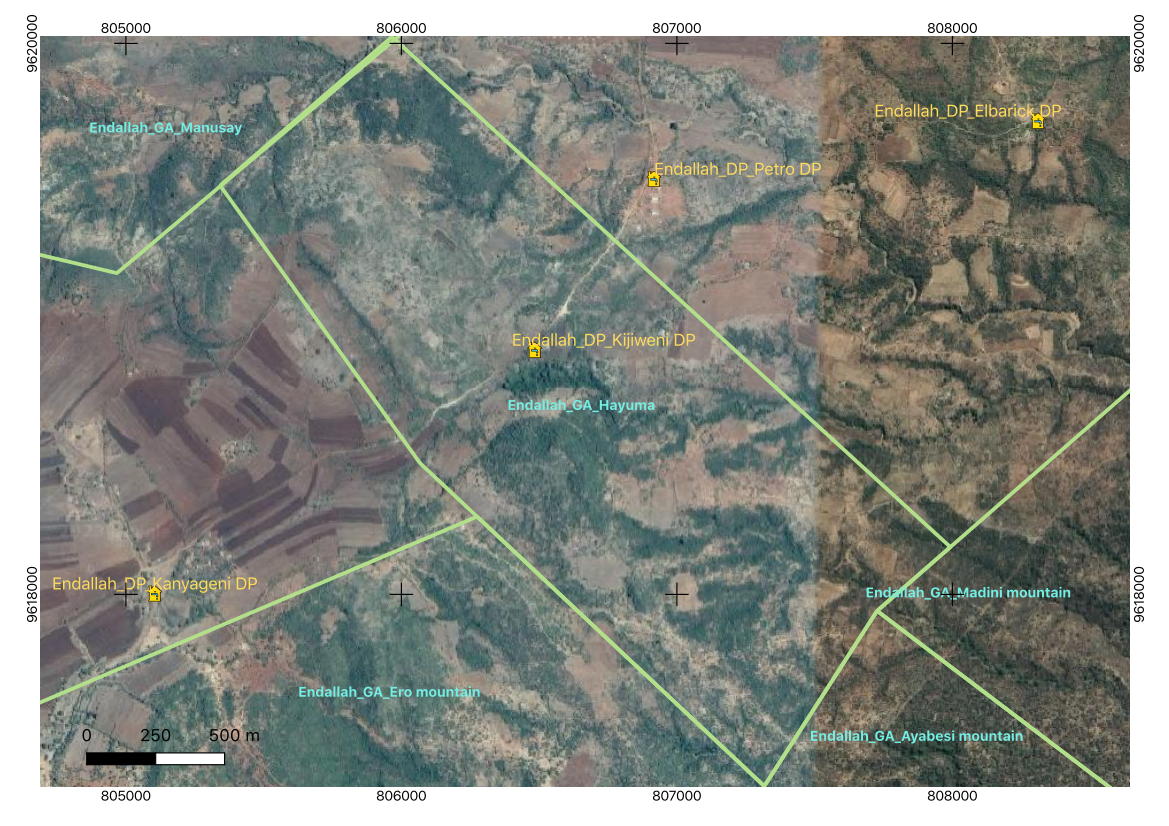 805000 806000 807000 808000
9620000 9620000
Endallah_DP_Elbarick DP
Endallah_GA_Manusay
Endallah_DP_Petro DP
Endallah_DP_Kijiweni DP
Endallah_GA_Hayuma
Endallah_DP_Kanyageni DP
9618000 9618000
Endallah_GA_Madini mountain
Endallah_GA_Ero mountain
Endallah_GA_Ayabesi mountain
0 250 500 m
805000 806000 807000 808000